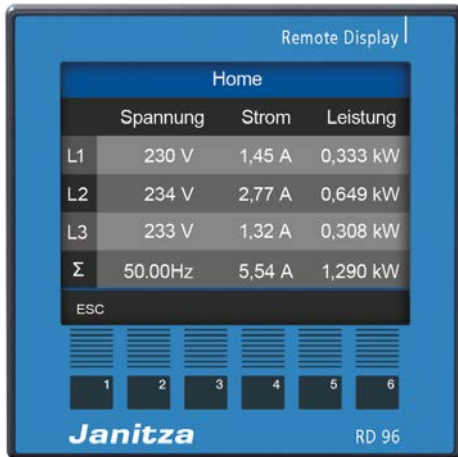 Remote Display
Home
Spannung Strom Leistung
L1 230 V 1,45 A 0,333 kW
L2 234 V 2,77 A 0,649 kW
L3 233 V 1,32 A 0,308 kW
Σ 50.00Hz 5,54 A 1,290 kW
ESC
1 2 3 4 5 6
Janitza RD 96